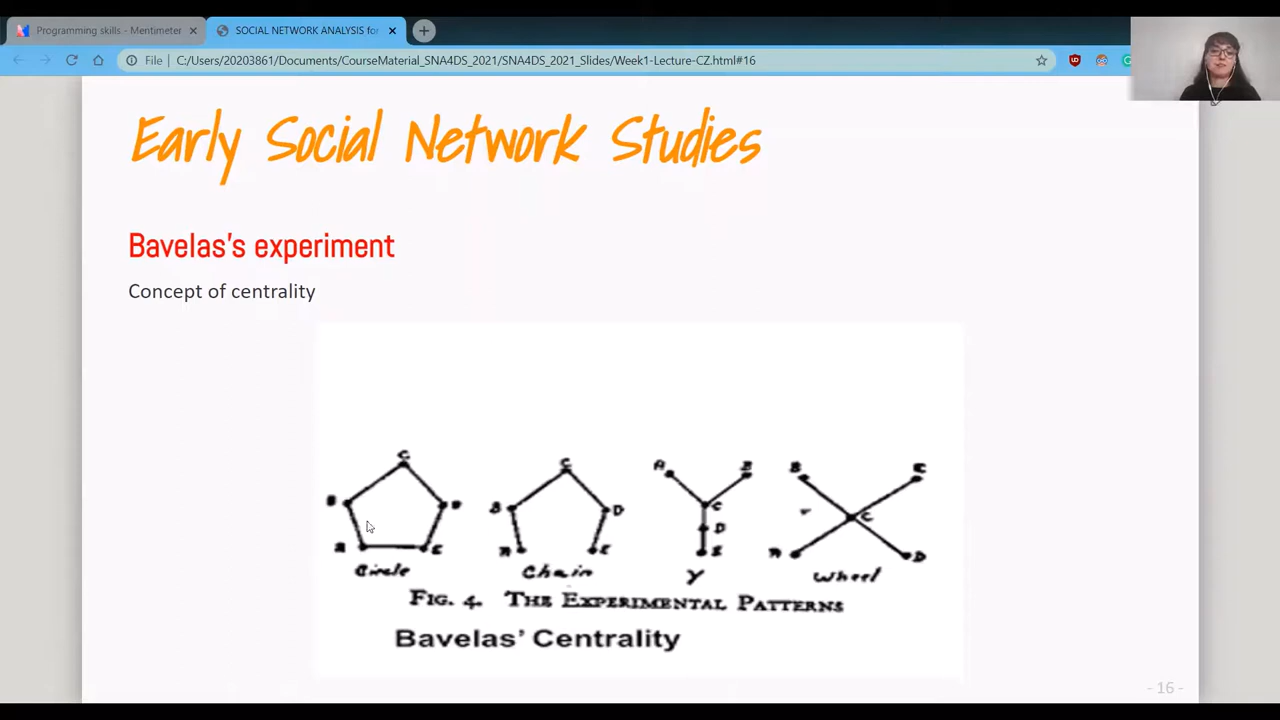 Programming skills - Mentimeter
SOCIAL NETWORK ANALYSIS for
File
C:/Users/20203861/Documents/CourseMaterial_SNA4DS_2021/SNA4DS_2021_Slides/Week1-Lecture-CZ.html#16
Early Social Network Studies
Bavelas's experiment
Concept of centrality
C
C
A
B
C
D
B
D
C
D
A
D
Circle
Chain
Y
Wheel
FIG. 4. THE EXPERIMENTAL PATTERNS
Bavelas' Centrality
- 16 -